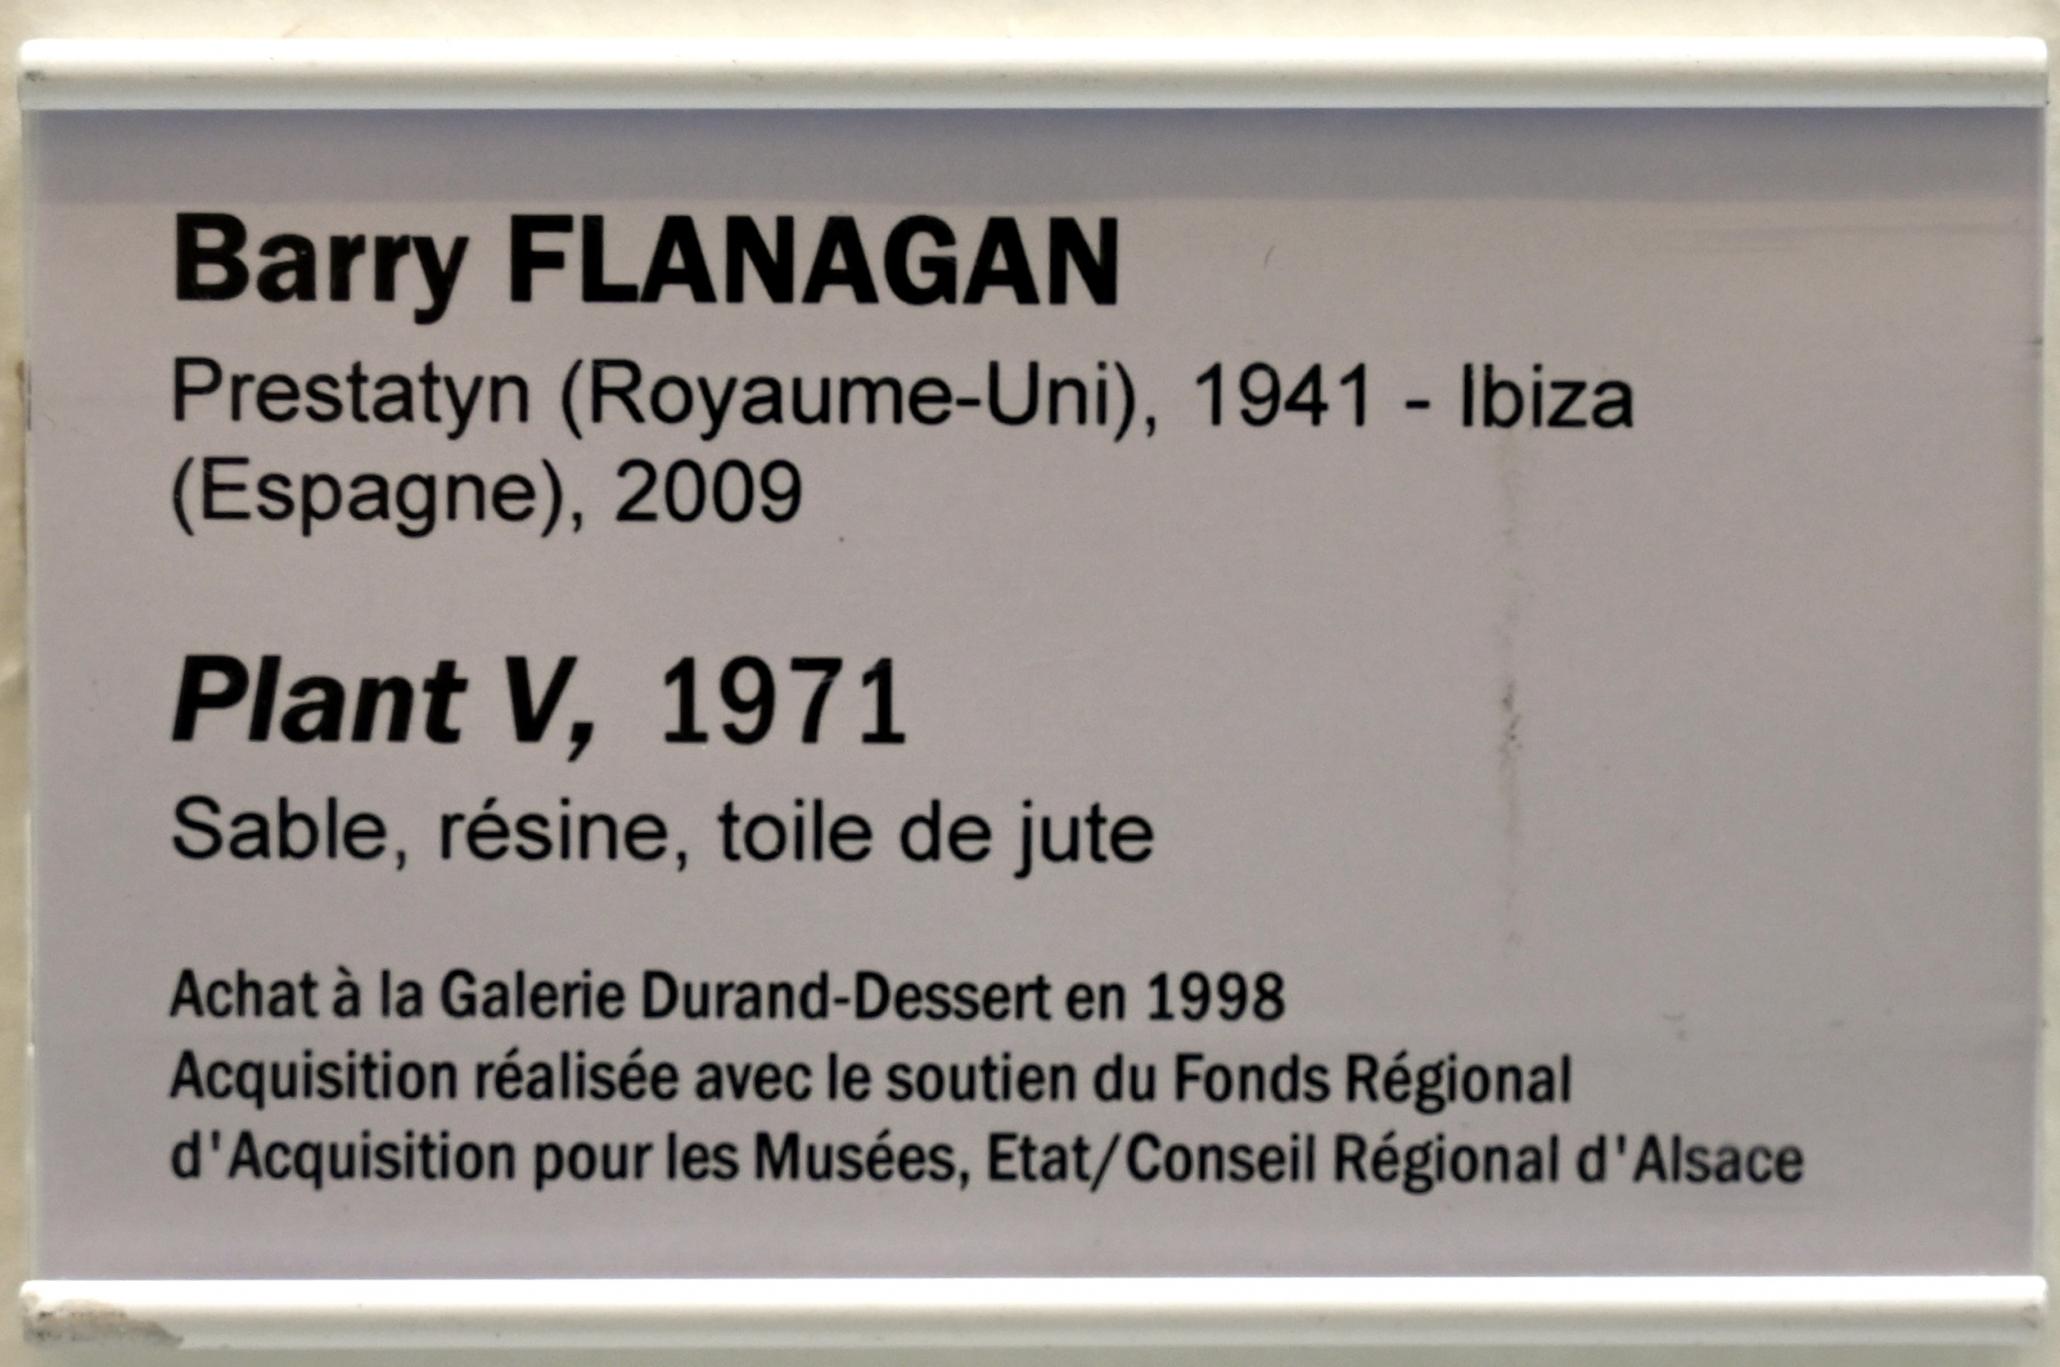 Barry FLANAGAN
Prestatyn (Royaume-Uni), 1941 - Ibiza
(Espagne), 2009
Plant V, 1971
Sable, résine, toile de jute
Achat à la Galerie Durand-Dessert en 1998
Acquisition réalisée avec le soutien du Fonds Régional
d'Acquisition pour les Musées, Etat/Conseil Régional d'Alsace